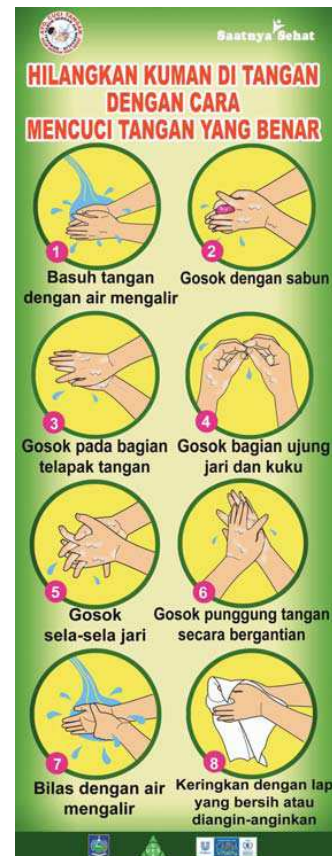 Saatnya Sehat
HILANGKAN KUMAN DI TANGAN
DENGAN CARA
MENCUCI TANGAN YANG BENAR
1
Basuh tangan
dengan air mengalir
2
Gosok dengan sabun
3
Gosok pada bagian
telapak tangan
4
Gosok bagian ujung
jari dan kuku
5
Gosok
sela-sela jari
6
Gosok punggung tangan
secara bergantian
7
Bilas dengan air
mengalir
8
Keringkan dengan lap
yang bersih atau
diangin-anginkan